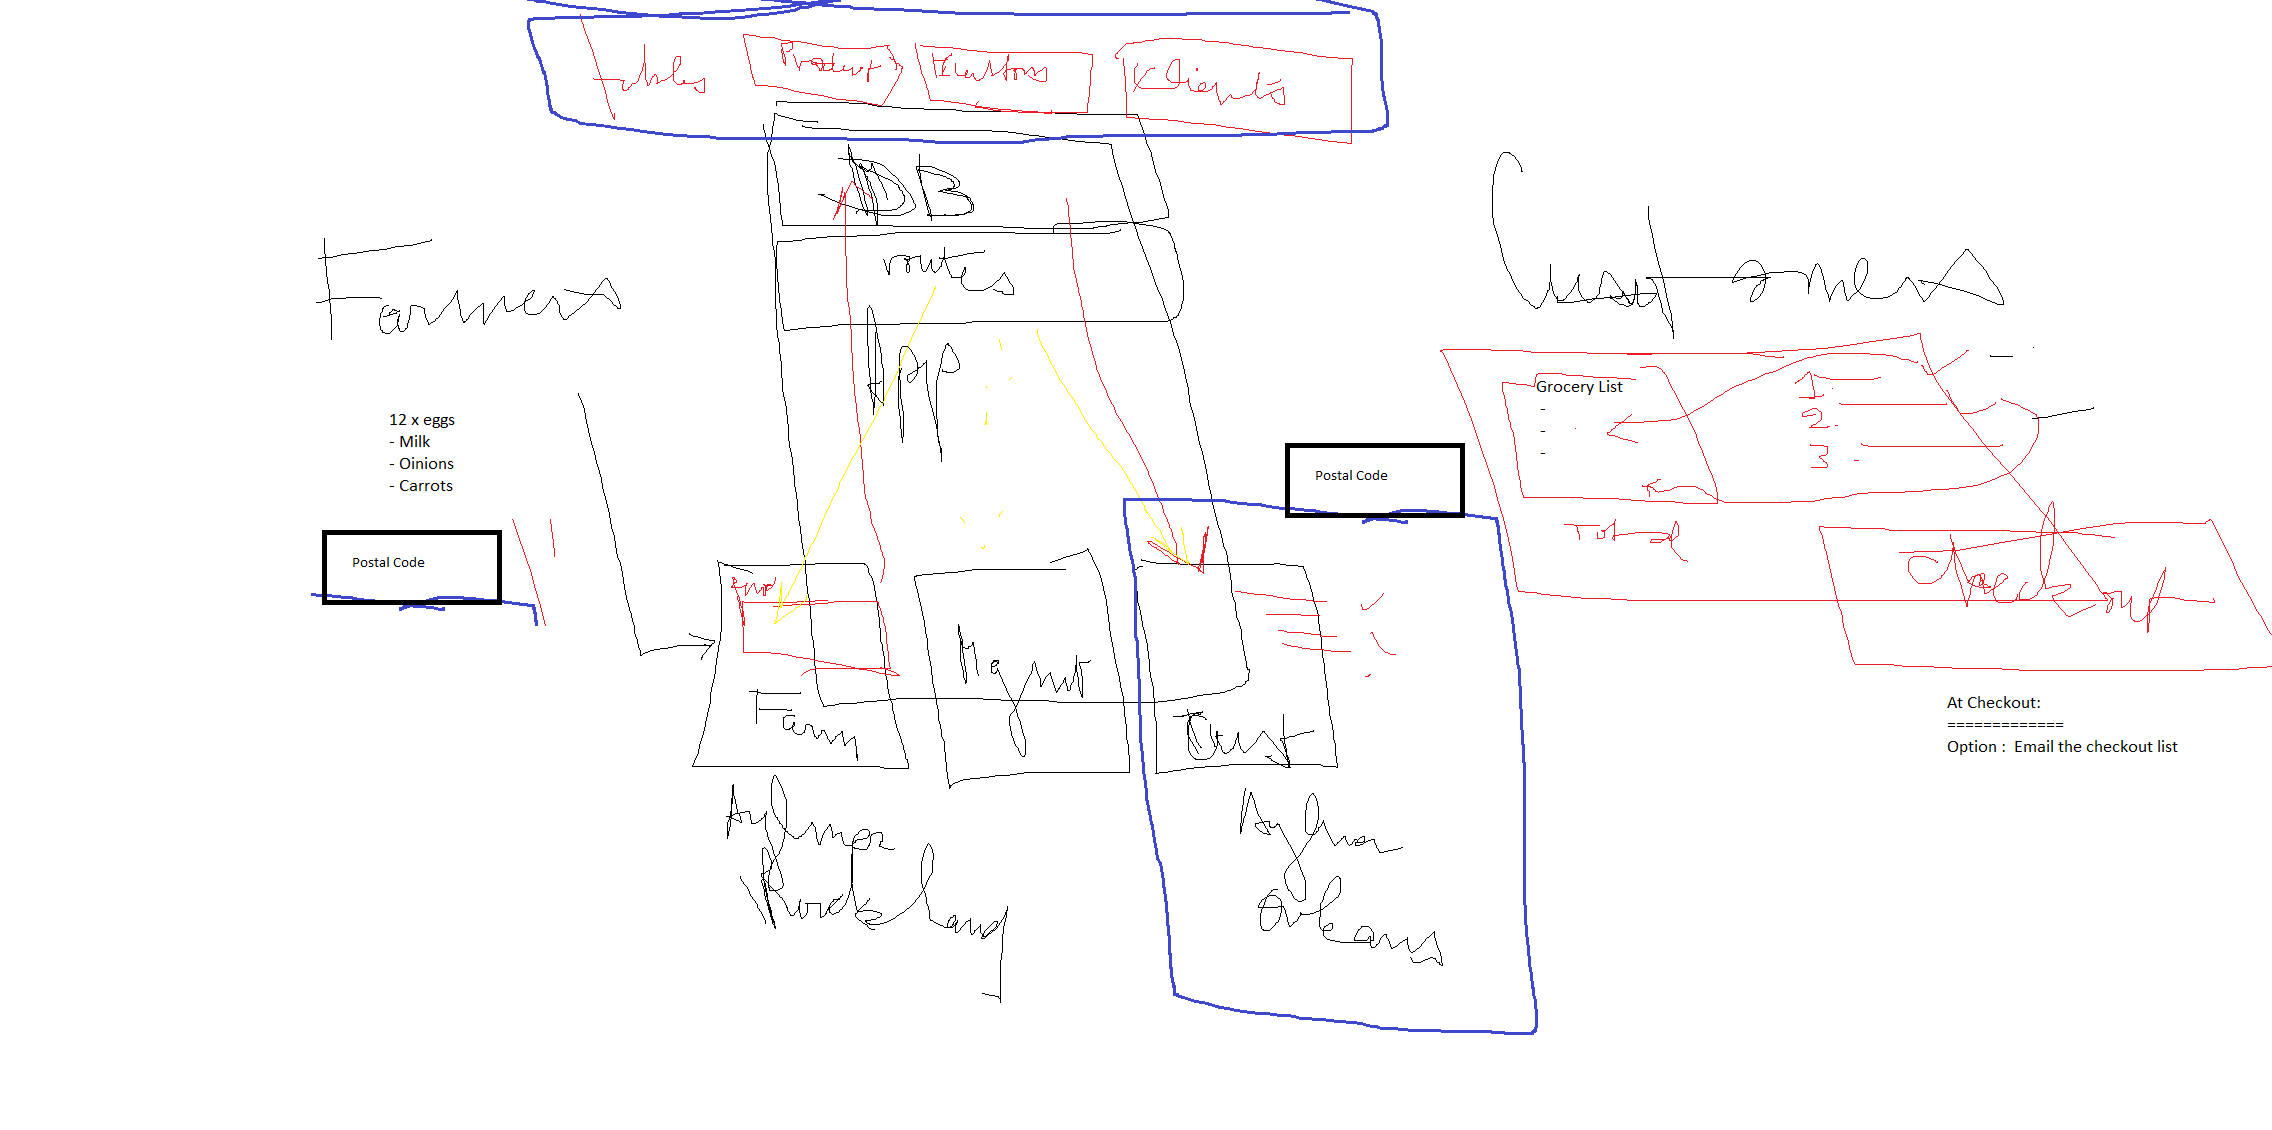 Tables
Product
Clients
DB
routes
App
Farmers
Customers
12 x eggs
- Milk
- Oinions
- Carrots
Postal Code
Postal Code
Grocery List
-
-
-
1.
2.
3.
Total
Checkout
At Checkout:
=============
Option : Email the checkout list
Farm
Mgmt
Cust
Aylmer
Rockland
Aylmer
Orleans